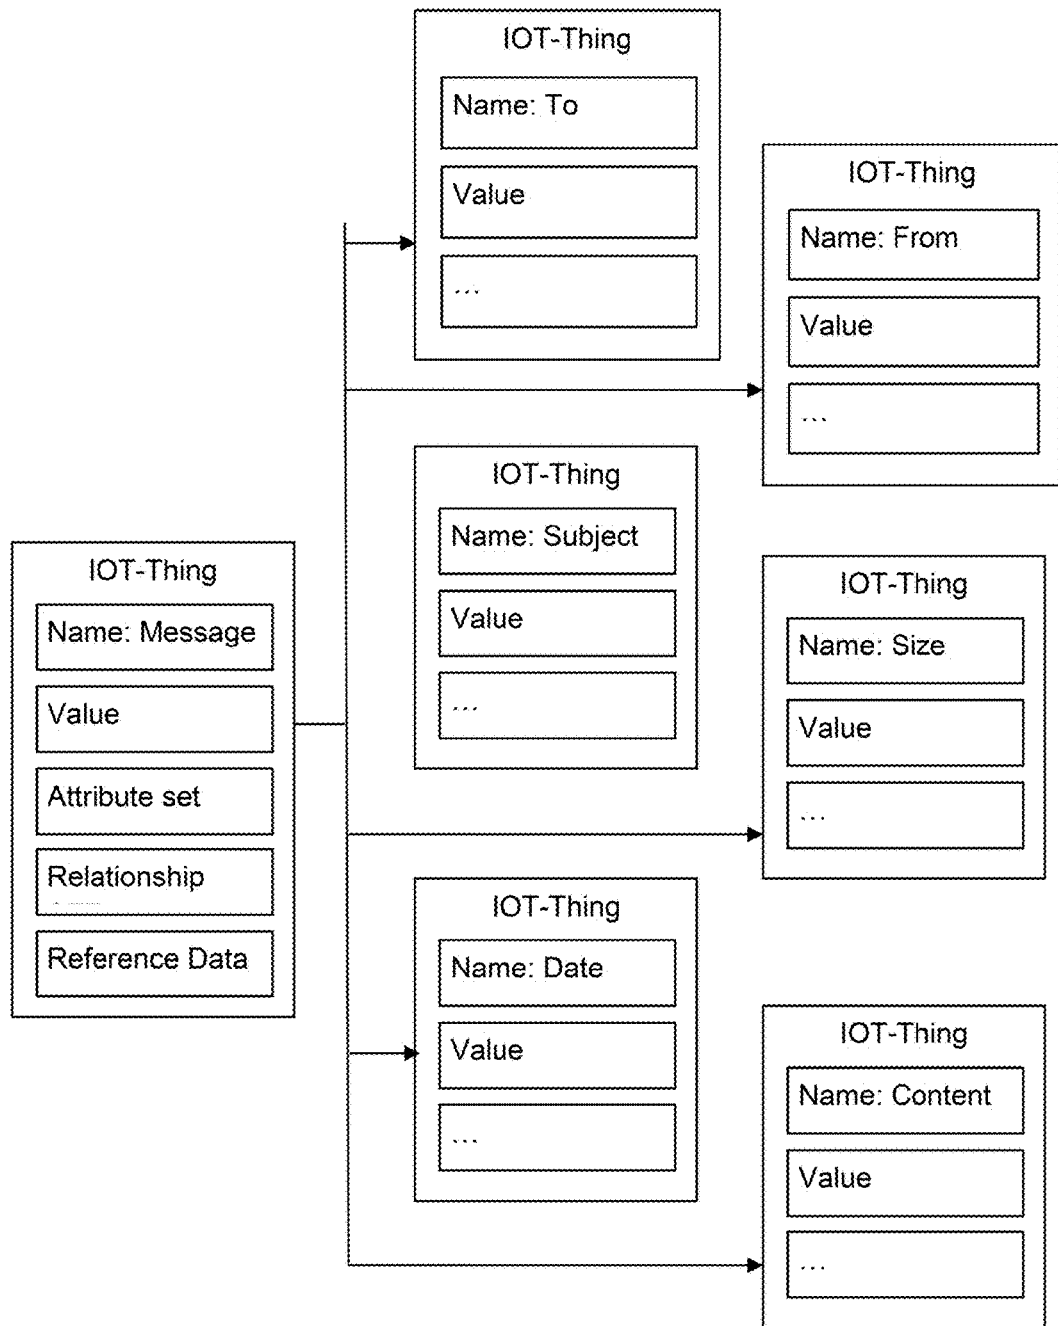 IOT-Thing
Name: To
Value
...
IOT-Thing
Name: From
Value
...
IOT-Thing
Name: Subject
Value
...
IOT-Thing
Name: Message
Value
Attribute set
Relationship
Reference Data
IOT-Thing
Name: Size
Value
...
IOT-Thing
Name: Date
Value
...
IOT-Thing
Name: Content
Value
...